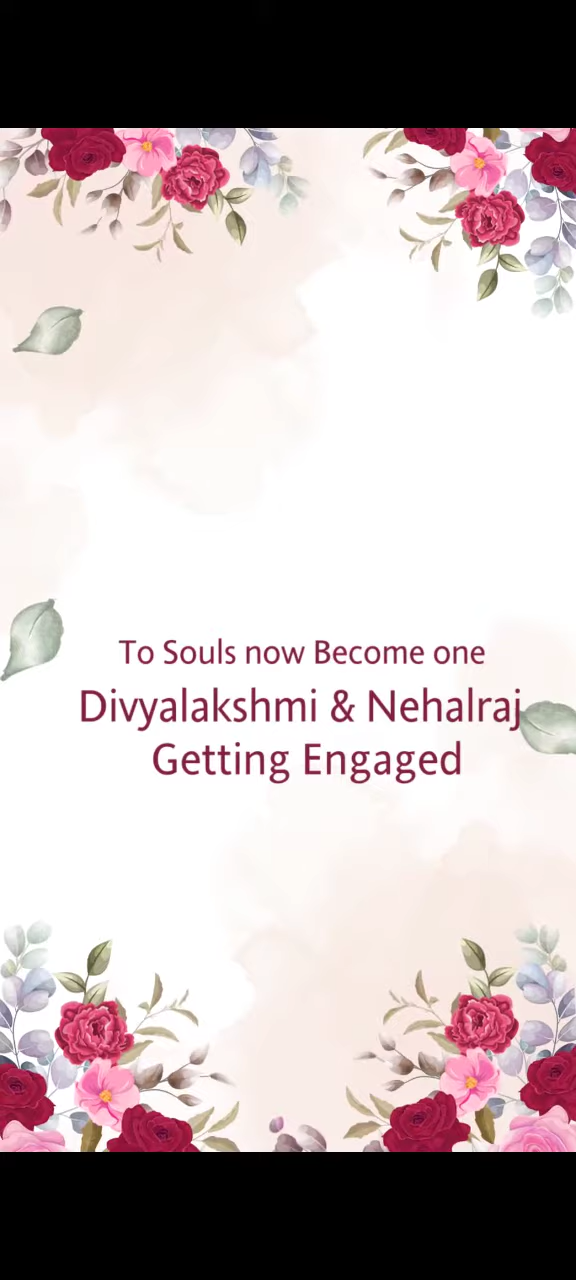 To Souls now Become one
Divyalakshmi & Nehalraj
Getting Engaged